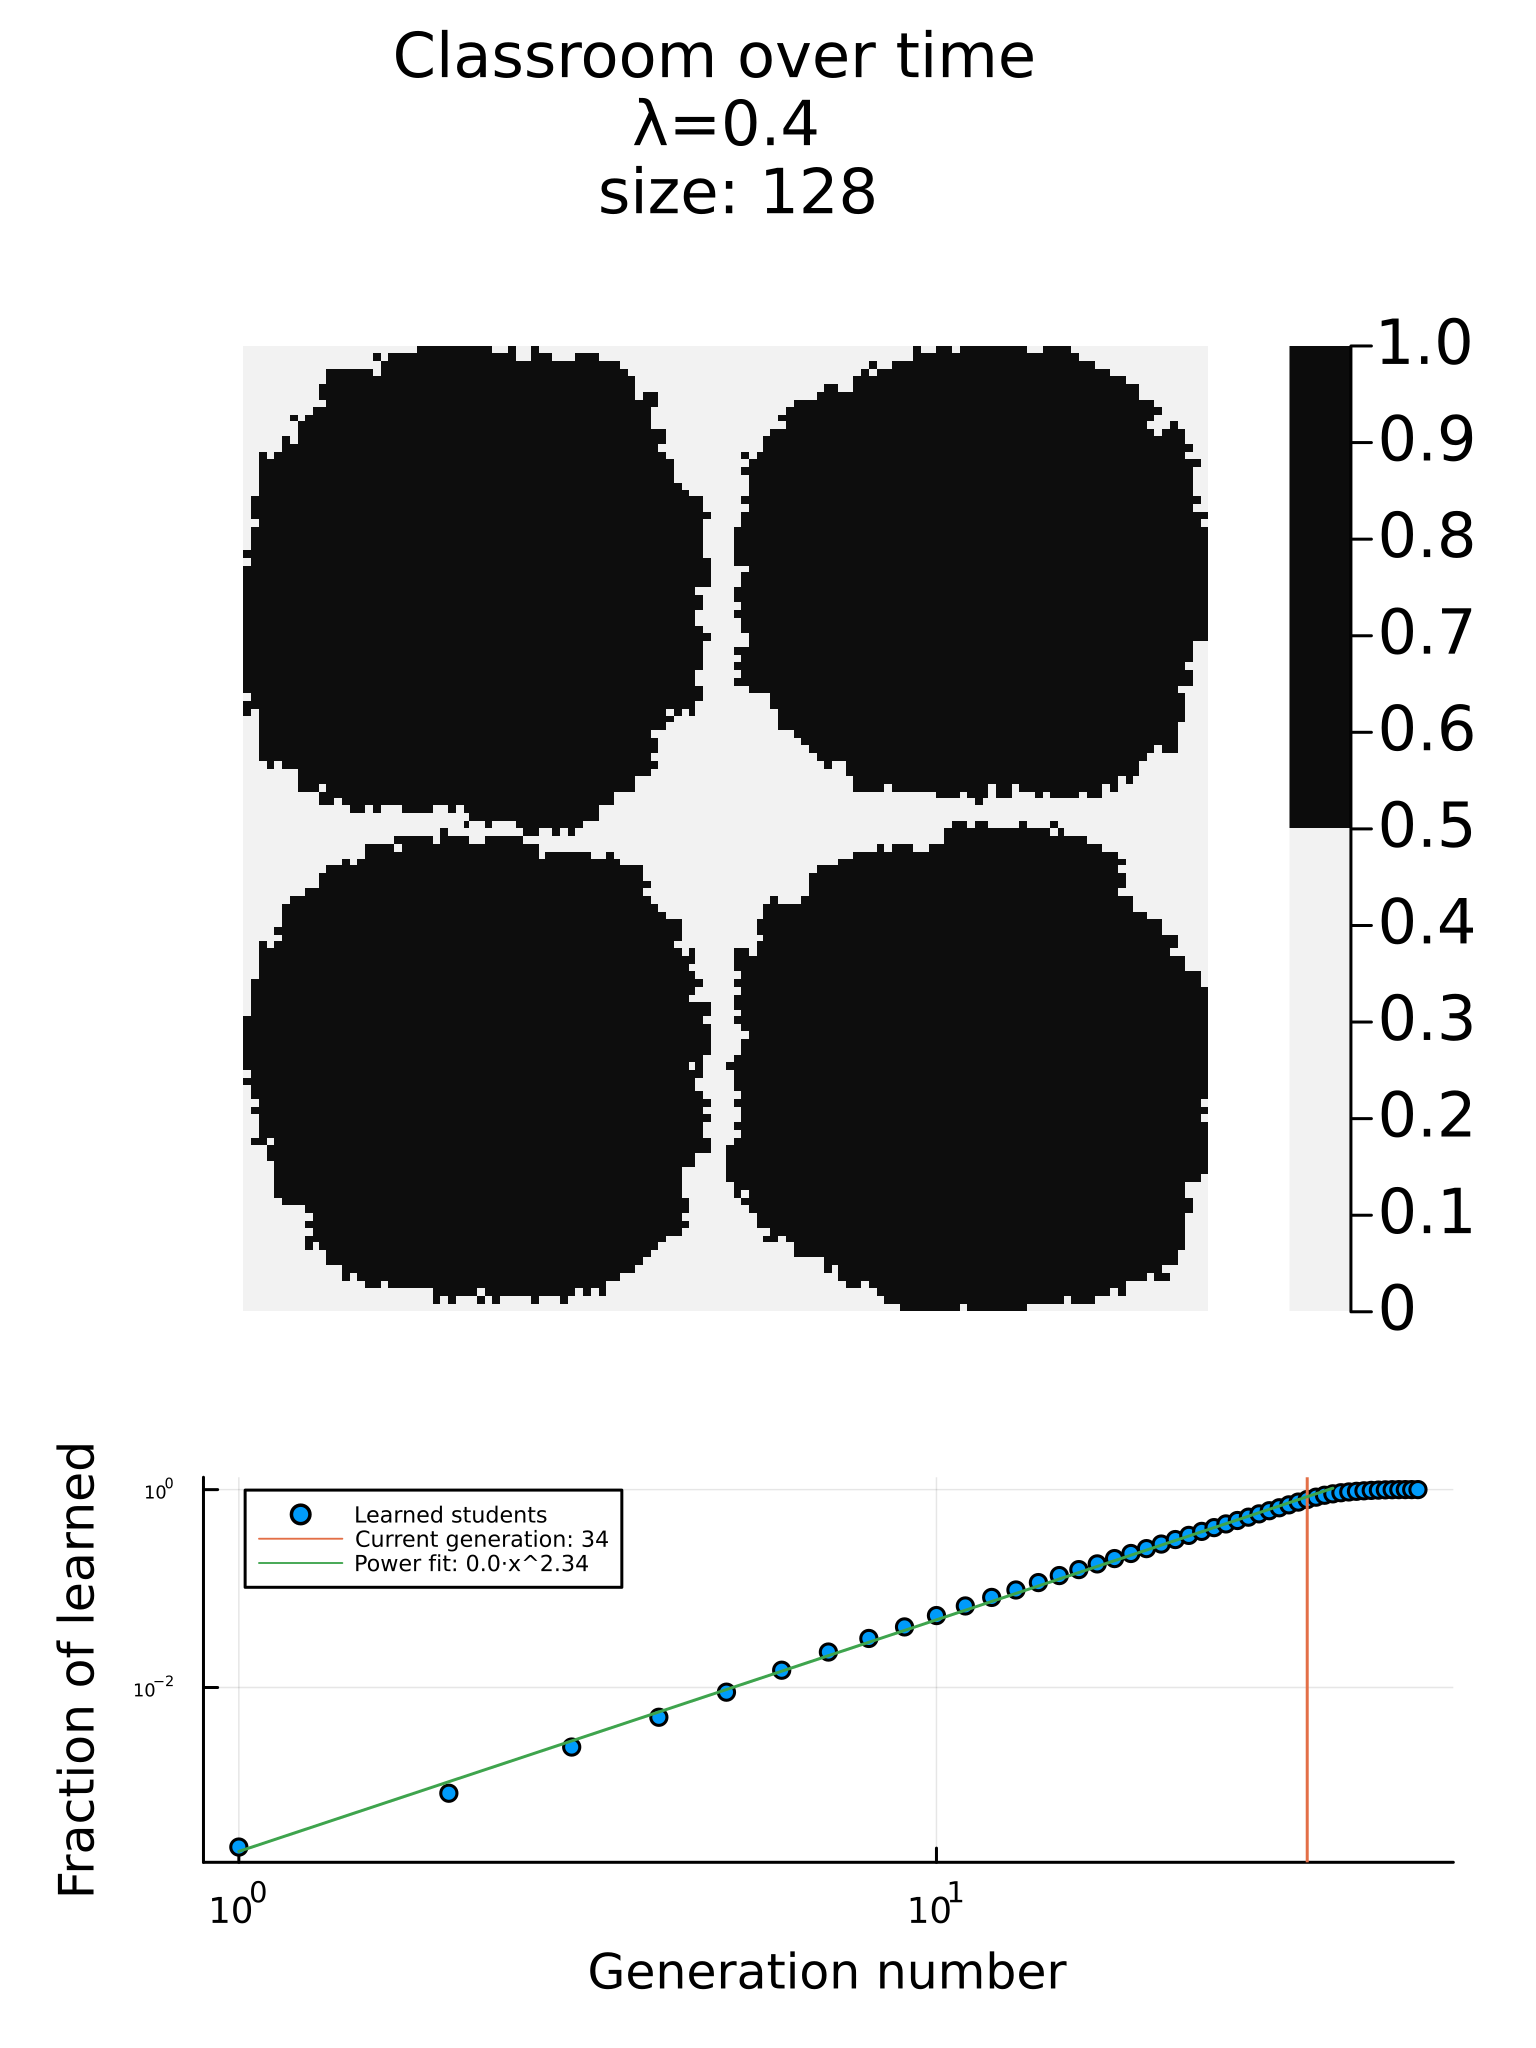 Classroom over time
λ=0.4
size: 128
1.0
0.9
0.8
0.7
0.6
0.5
0.4
0.3
0.2
0.1
0
Fraction of learned
10⁰
10⁻²
Learned students
Current generation: 34
Power fit: 0.0·x^2.34
10⁰
10¹
Generation number